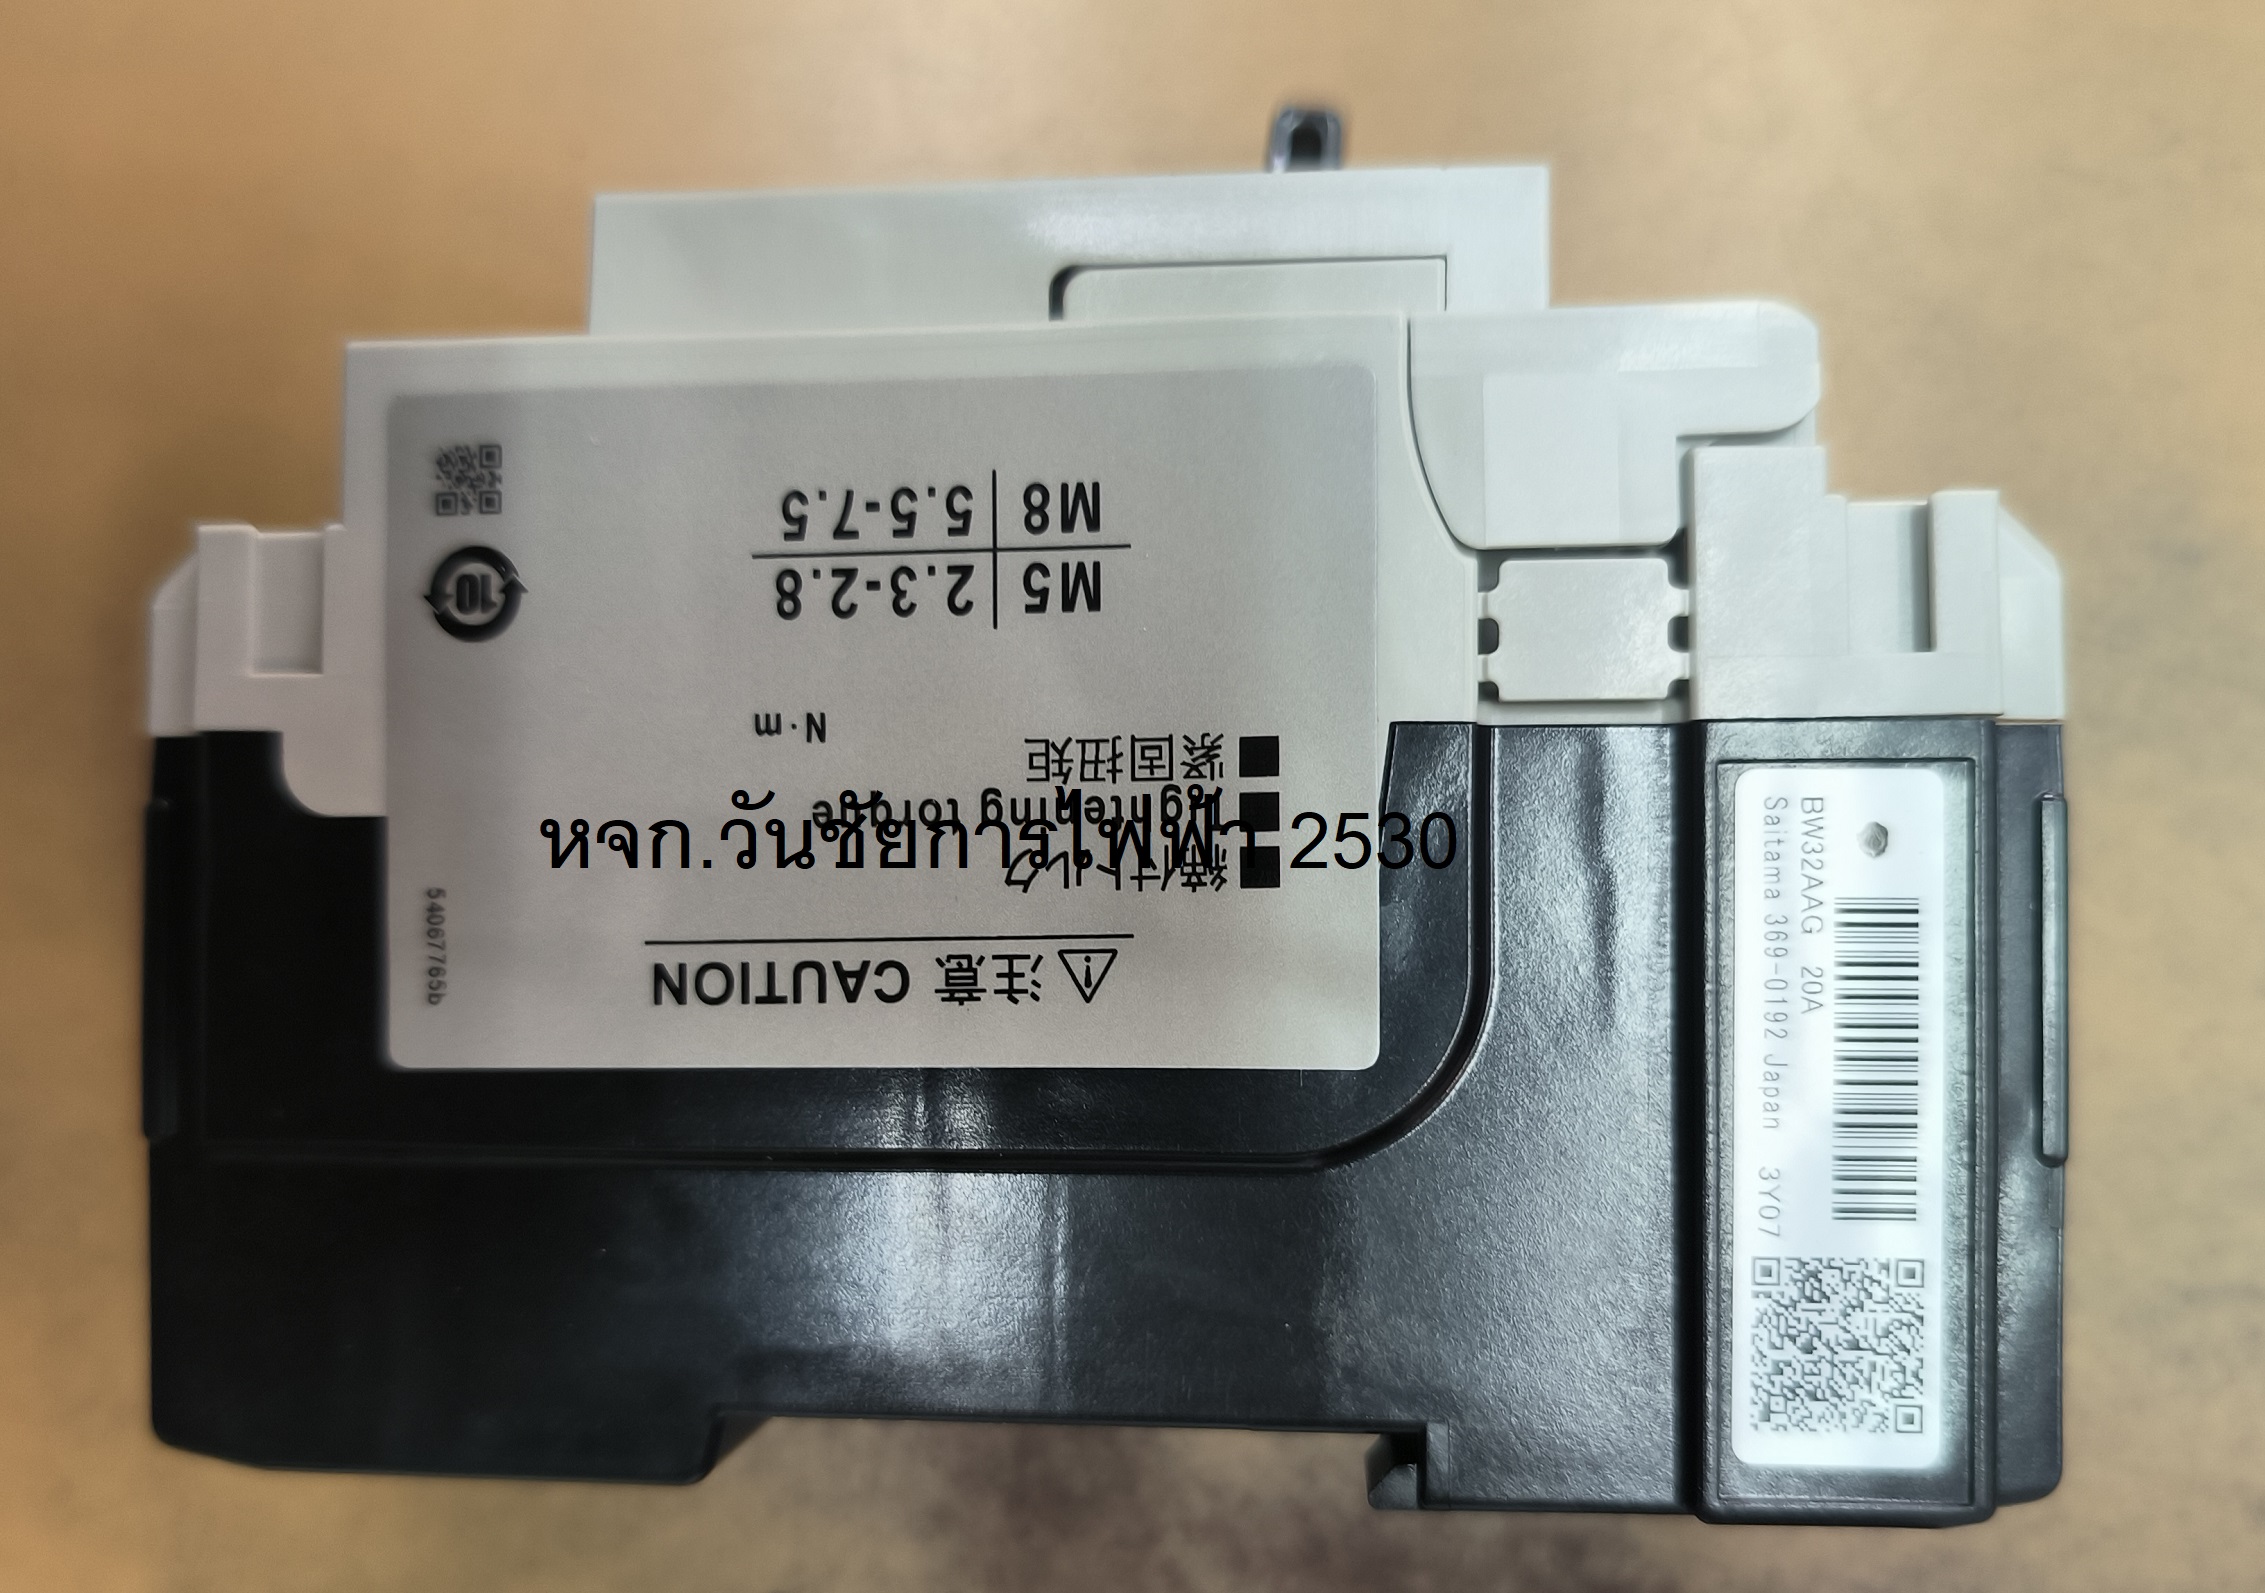 ⚠ 注意 CAUTION
■ 締付トルク
■ Tightening torque
■ 紧固扭矩
N·m
M5 | 2.3-2.8
M8 | 5.5-7.5
10
54067765b
หจก.วันชัยการไฟฟ้า 2530
BW32AAG 20A
Saitama 369-0192 Japan 3Y07